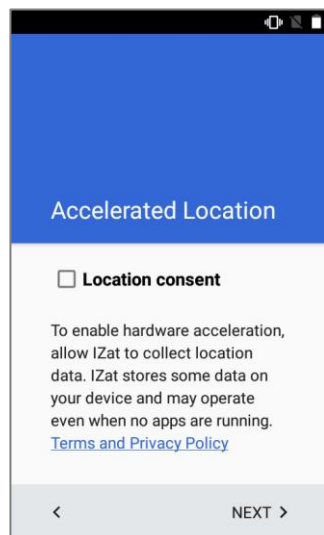 Accelerated Location
Location consent
To enable hardware acceleration,
allow IZat to collect location
data. IZat stores some data on
your device and may operate
even when no apps are running.
Terms and Privacy Policy
NEXT